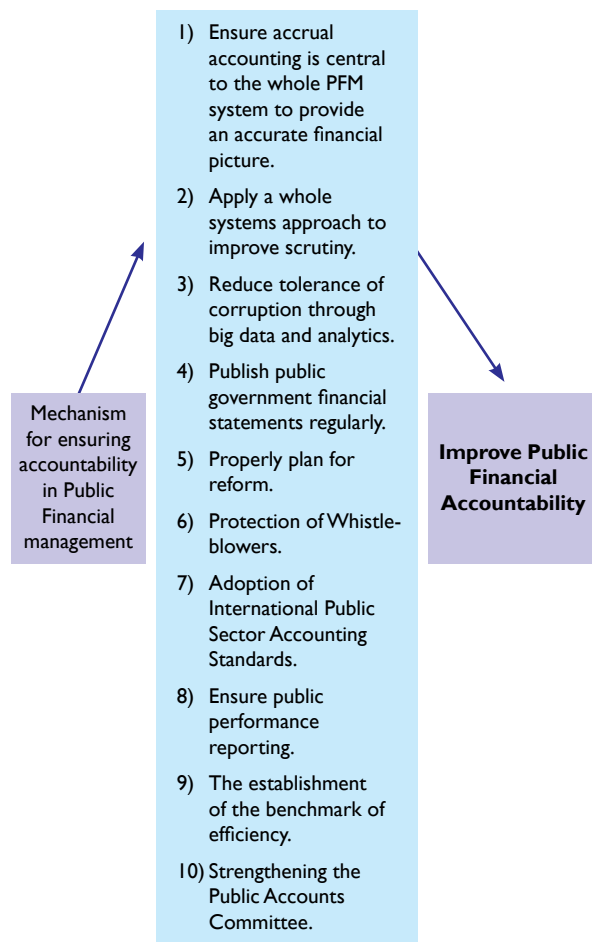 1) Ensure accrual
accounting is central
to the whole PFM
system to provide
an accurate financial
picture.
2) Apply a whole
systems approach to
improve scrutiny.
3) Reduce tolerance of
corruption through
big data and analytics.
4) Publish public
government financial
statements regularly.
5) Properly plan for
reform.
6) Protection of Whistle-
blowers.
7) Adoption of
International Public
Sector Accounting
Standards.
8) Ensure public
performance
reporting.
9) The establishment
of the benchmark of
efficiency.
10) Strengthening the
Public Accounts
Committee.
Mechanism
for ensuring
accountability
in Public
Financial
management
Improve Public
Financial
Accountability